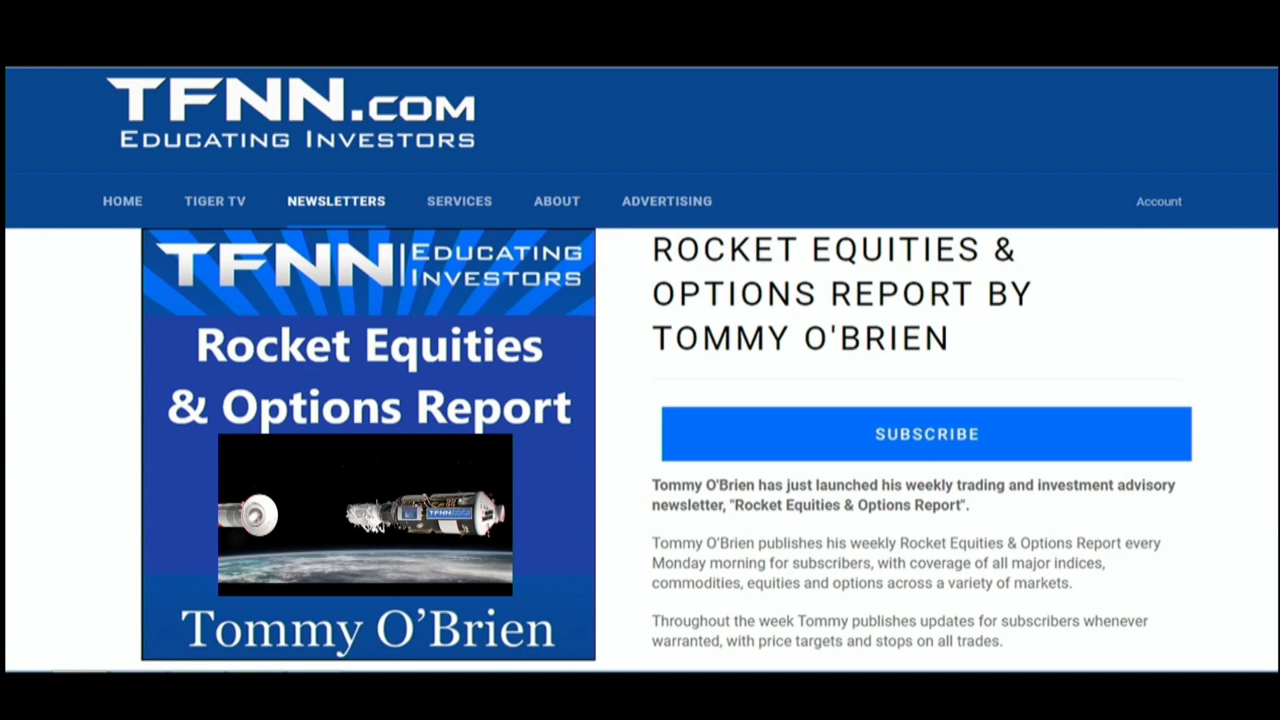 TFNN.COM
EDUCATING INVESTORS
HOME TIGER TV NEWSLETTERS SERVICES ABOUT ADVERTISING Account
TFNN EDUCATING
INVESTORS
Rocket Equities
& Options Report
TFNN
Tommy O’Brien
ROCKET EQUITIES &
OPTIONS REPORT BY
TOMMY O'BRIEN
SUBSCRIBE
Tommy O'Brien has just launched his weekly trading and investment advisory
newsletter, "Rocket Equities & Options Report".
Tommy O’Brien publishes his weekly Rocket Equities & Options Report every
Monday morning for subscribers, with coverage of all major indices,
commodities, equities and options across a variety of markets.
Throughout the week Tommy publishes updates for subscribers whenever
warranted, with price targets and stops on all trades.